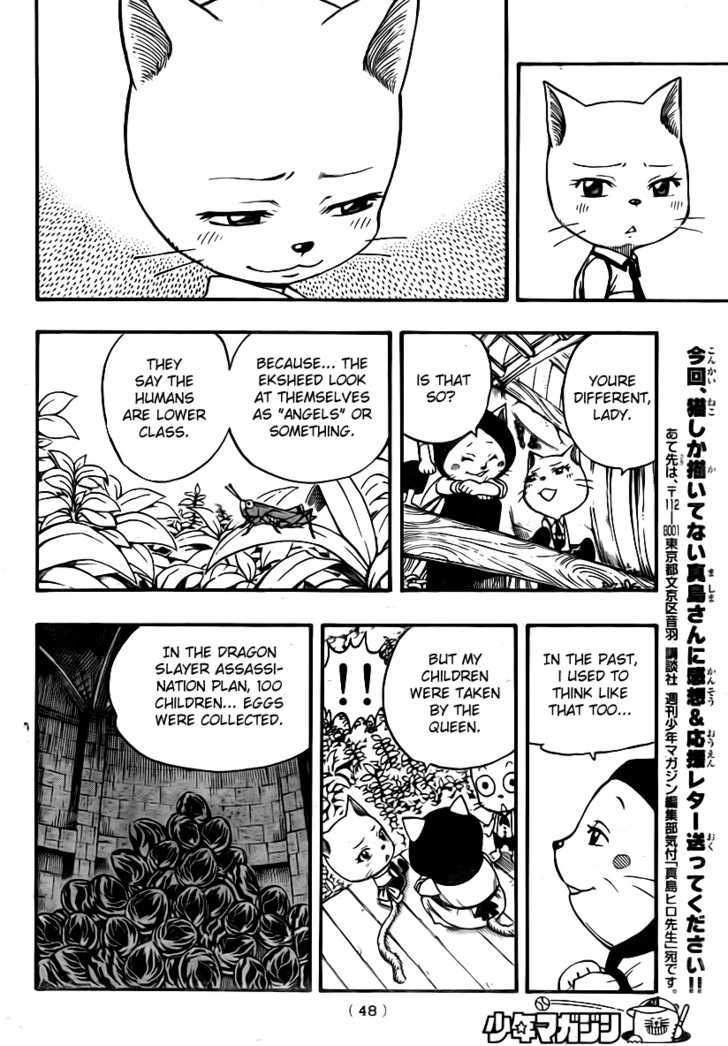 YOURE
DIFFERENT,
LADY.
IS THAT
SO?
BECAUSE... THE
EKSHEED LOOK
AT THEMSELVES
AS "ANGELS" OR
SOMETHING.
THEY
SAY THE
HUMANS
ARE LOWER
CLASS.
IN THE PAST,
I USED TO
THINK LIKE
THAT TOO...
BUT MY
CHILDREN
WERE TAKEN
BY THE
QUEEN.
!!
IN THE DRAGON
SLAYER ASSASSI-
NATION PLAN, 100
CHILDREN... EGGS
WERE COLLECTED.
今回、猫しか描いてない真島さんに感想&応援レター送ってください!!
あて先は、〒112-8001東京都文京区音羽 講談社 週刊少年マガジン編集部気付「真島ヒロ先生」宛です。
( 48 )
少年マガジン